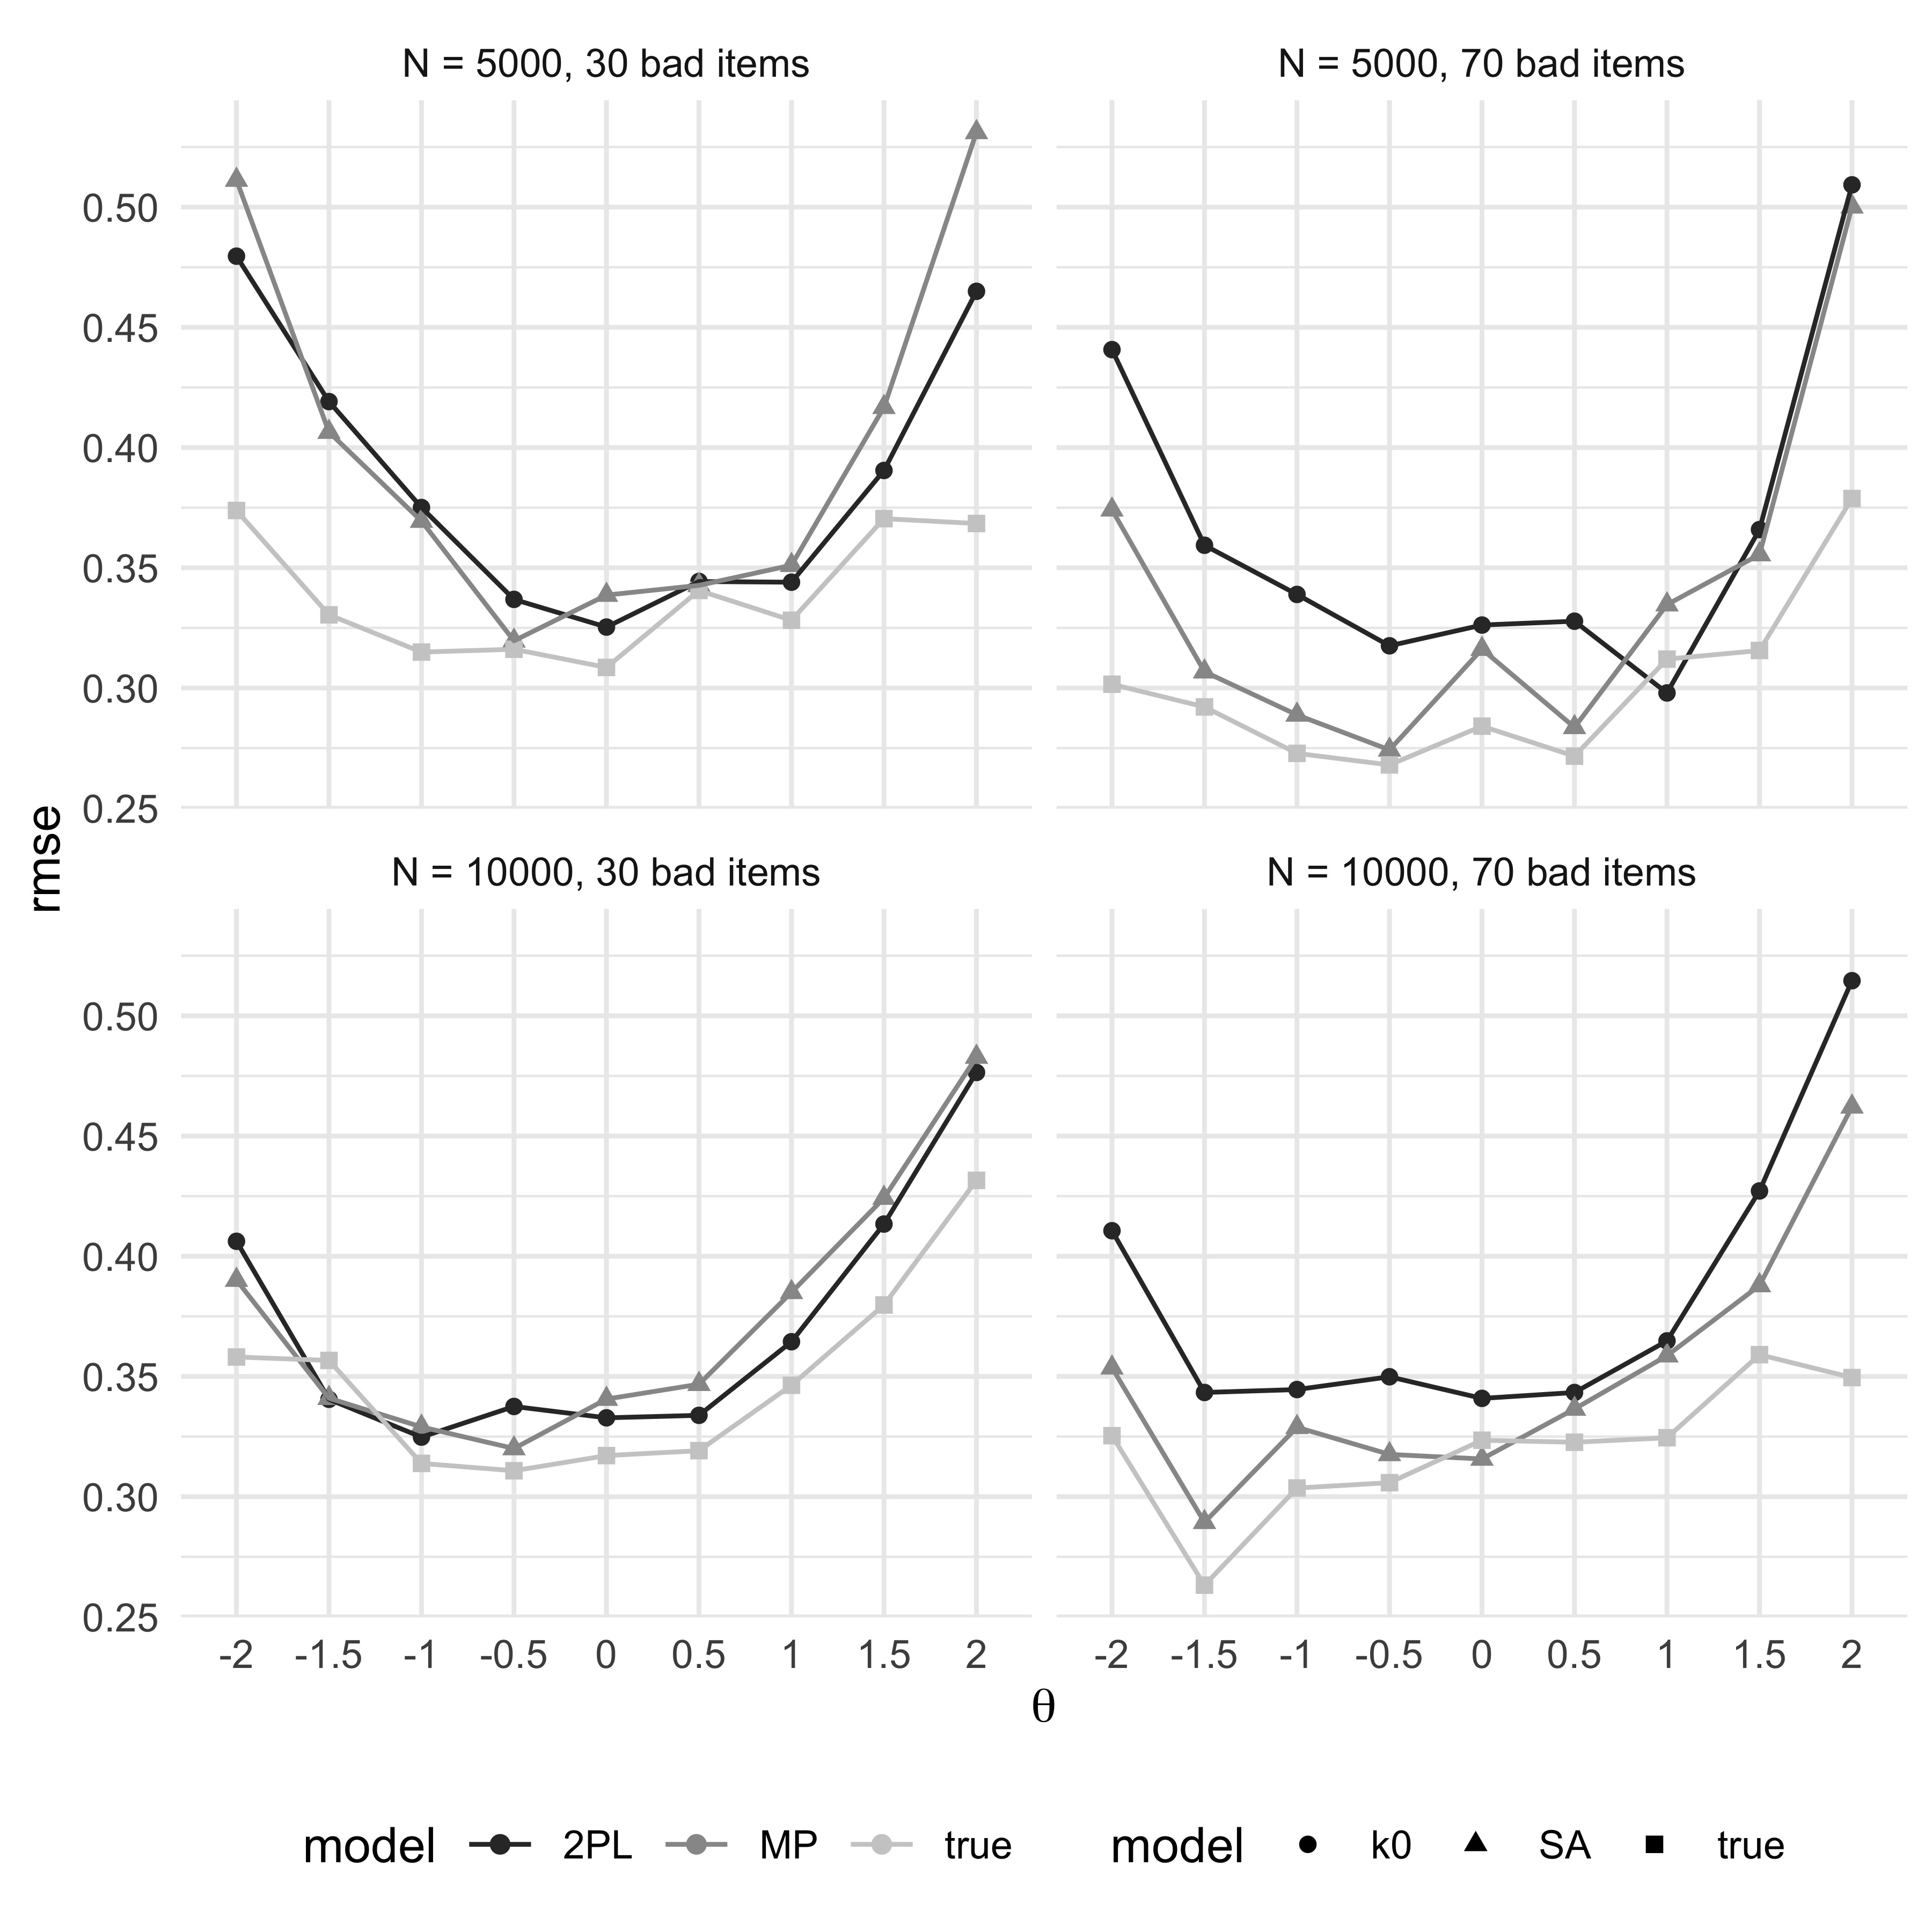 N = 5000, 30 bad items
N = 5000, 70 bad items
0.50
0.45
0.40
0.35
0.30
0.25
rmse
N = 10000, 30 bad items
N = 10000, 70 bad items
0.50
0.45
0.40
0.35
0.30
0.25
-2 -1.5 -1 -0.5 0 0.5 1 1.5 2
-2 -1.5 -1 -0.5 0 0.5 1 1.5 2
θ
model 2PL MP true
model k0 SA true